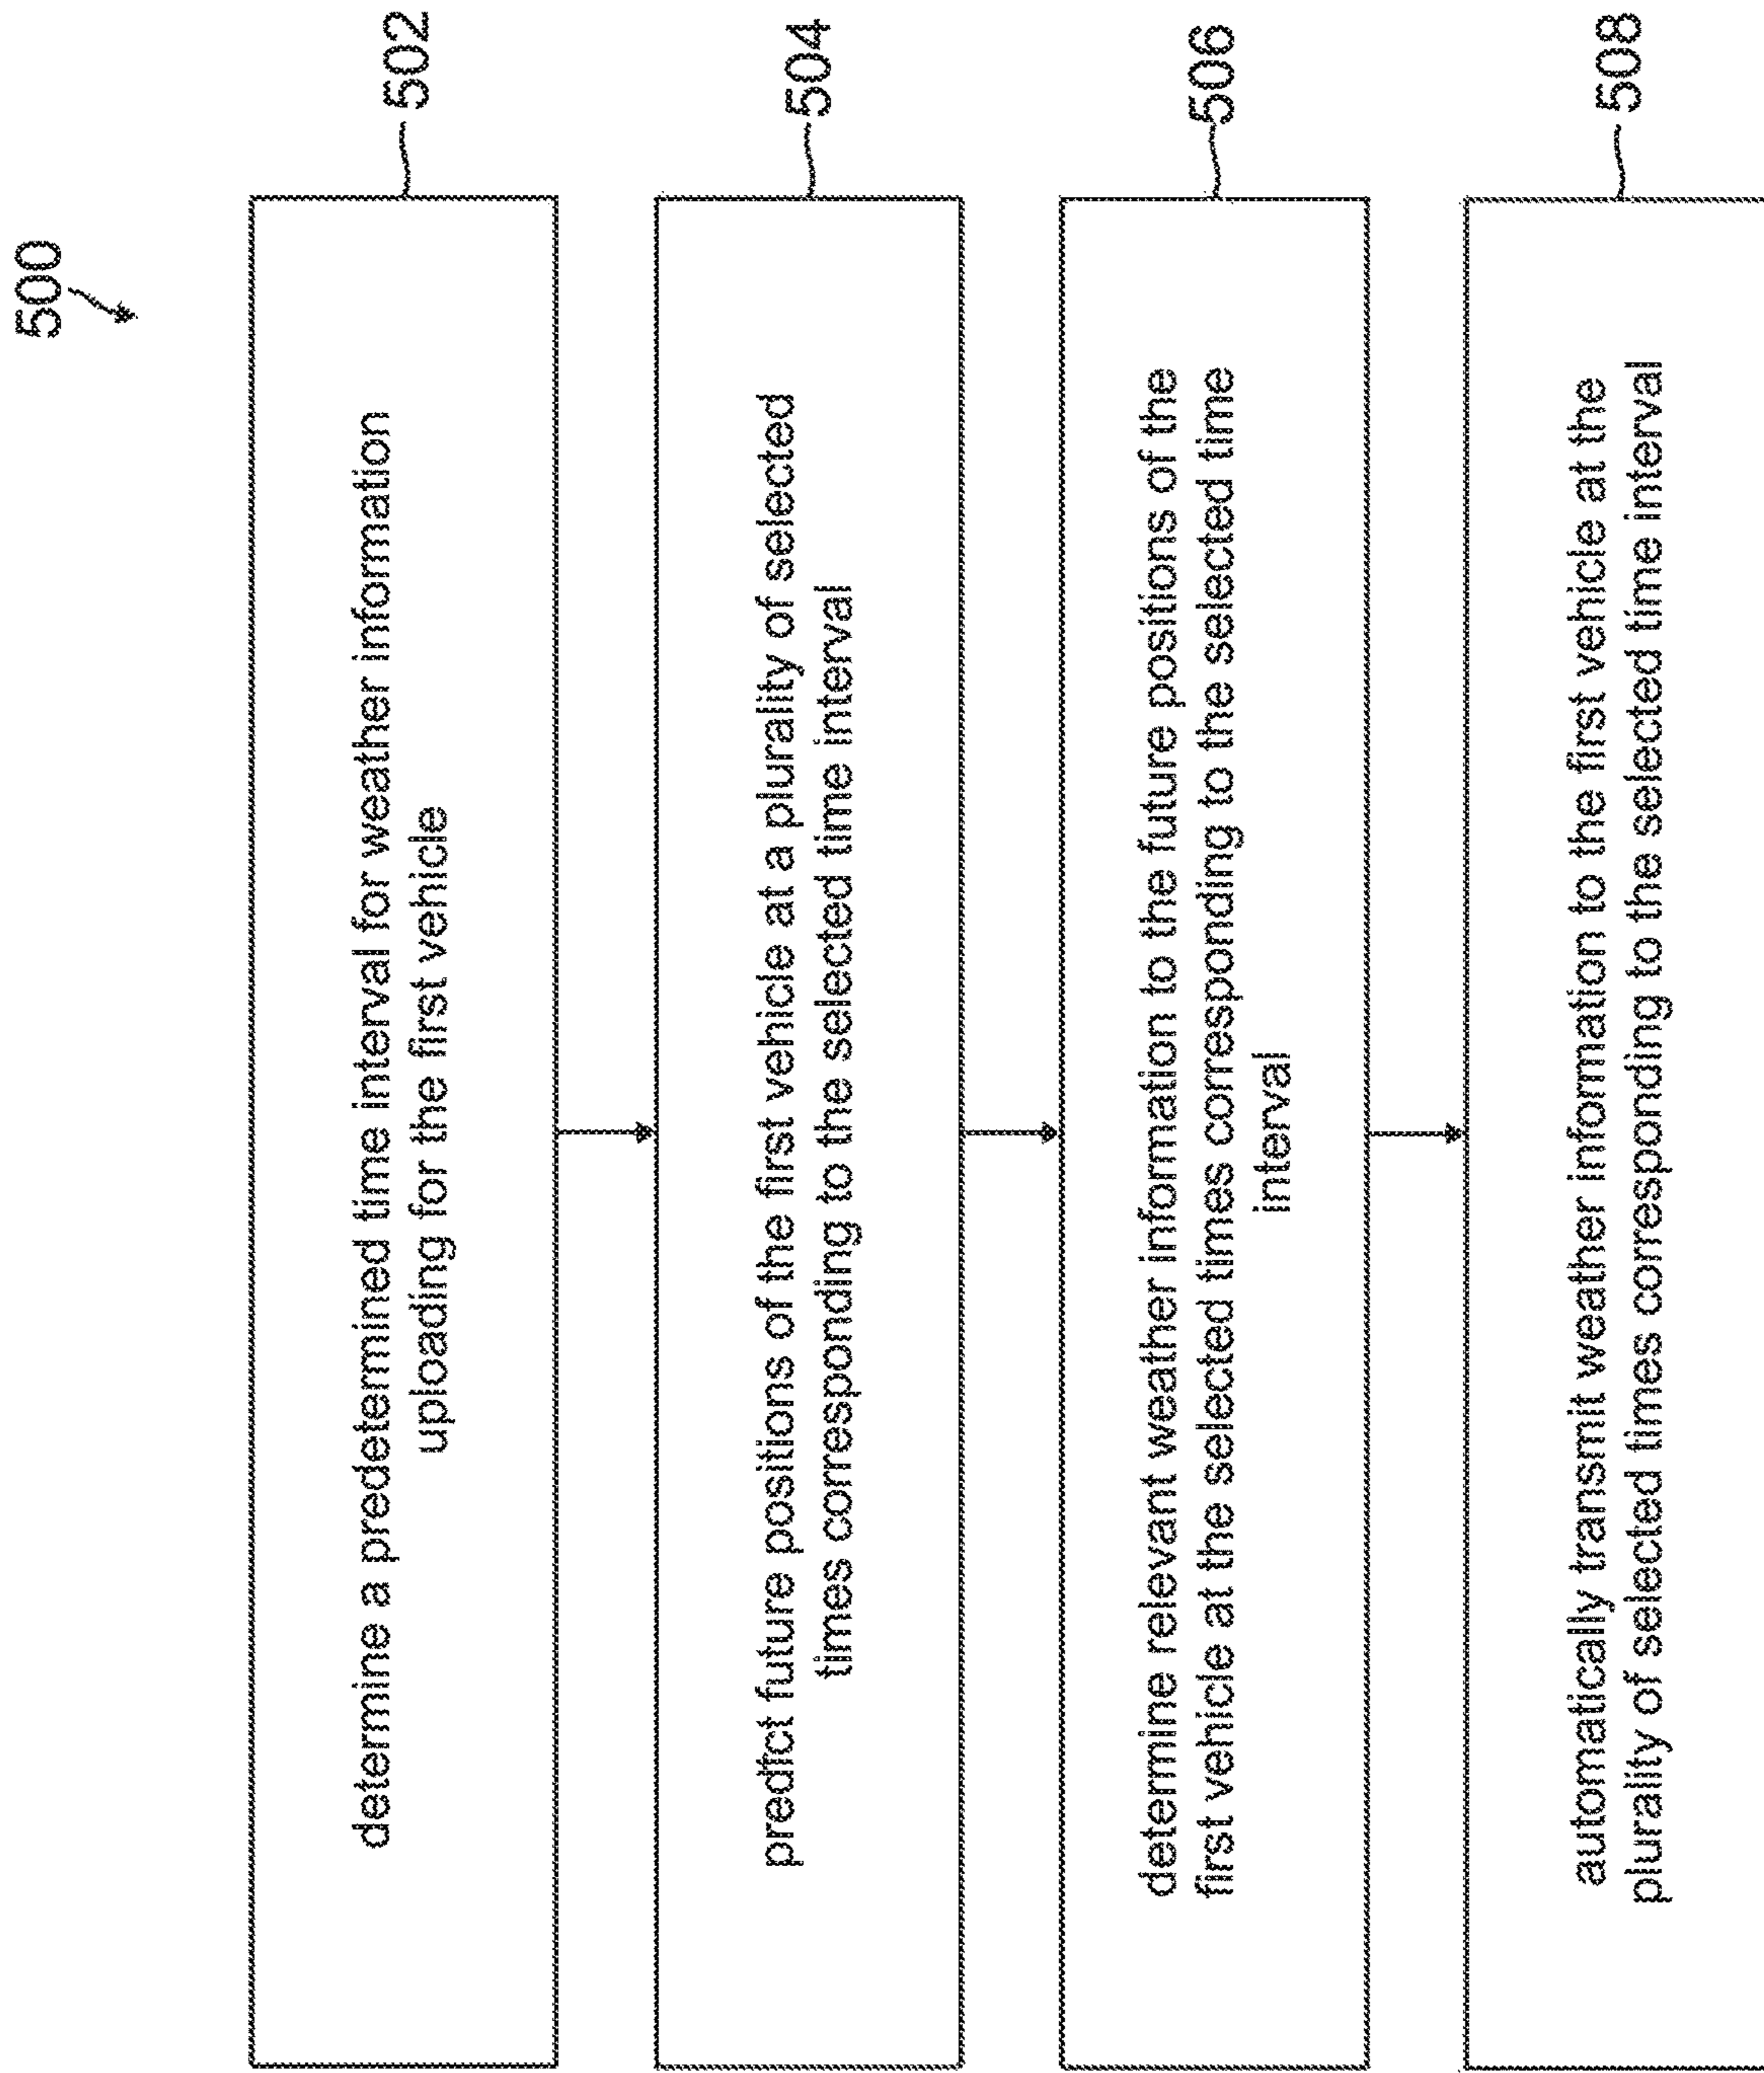 500
determine a predetermined time interval for weather information
uploading for the first vehicle
502
predict future positions of the first vehicle at a plurality of selected
times corresponding to the selected time interval
504
determine relevant weather information to the future positions of the
first vehicle at the selected times corresponding to the selected time
interval
506
automatically transmit weather information to the first vehicle at the
plurality of selected times corresponding to the selected time interval
508